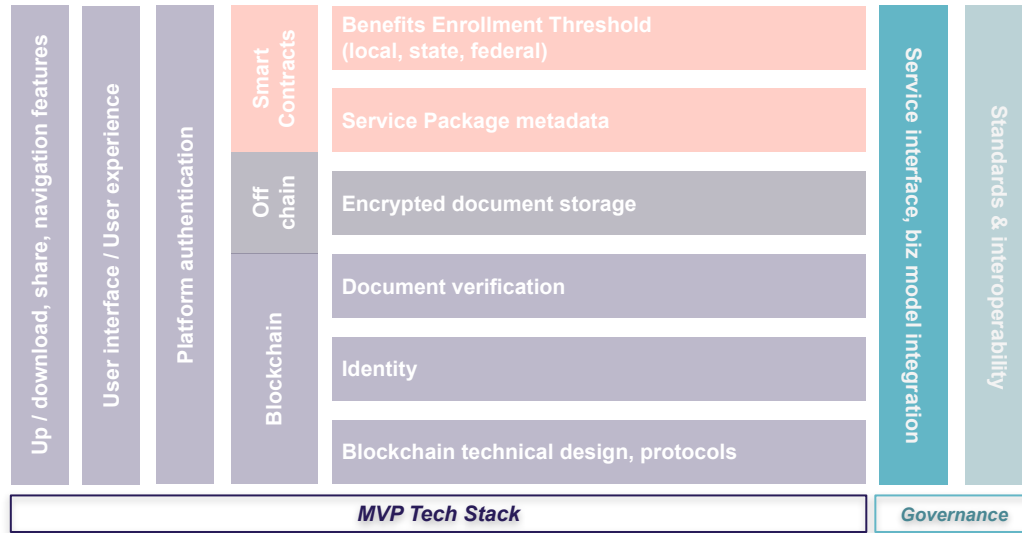 Up / download, share, navigation features
User interface / User experience
Platform authentication
Smart
Contracts
Off
chain
Blockchain
Benefits Enrollment Threshold
(local, state, federal)
Service Package metadata
Encrypted document storage
Document verification
Identity
Blockchain technical design, protocols
Service interface, biz model integration
Standards & interoperability
MVP Tech Stack
Governance